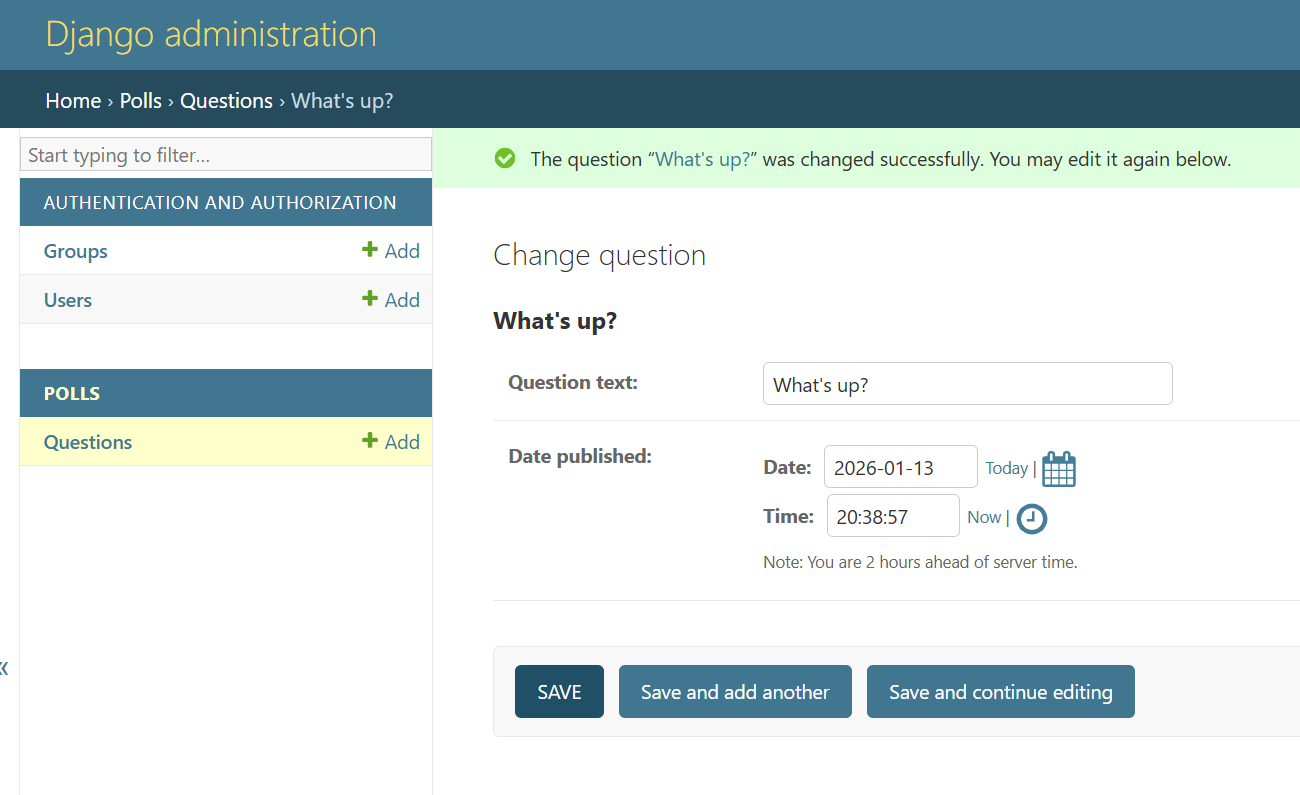 Django administration
Home › Polls › Questions › What's up?
Start typing to filter...
AUTHENTICATION AND AUTHORIZATION
Groups Add
Users Add
POLLS
Questions Add
«
The question “What's up?” was changed successfully. You may edit it again below.
Change question
What's up?
Question text: What's up?
Date published:
Date: 2026-01-13 Today |
Time: 20:38:57 Now |
Note: You are 2 hours ahead of server time.
SAVE Save and add another Save and continue editing